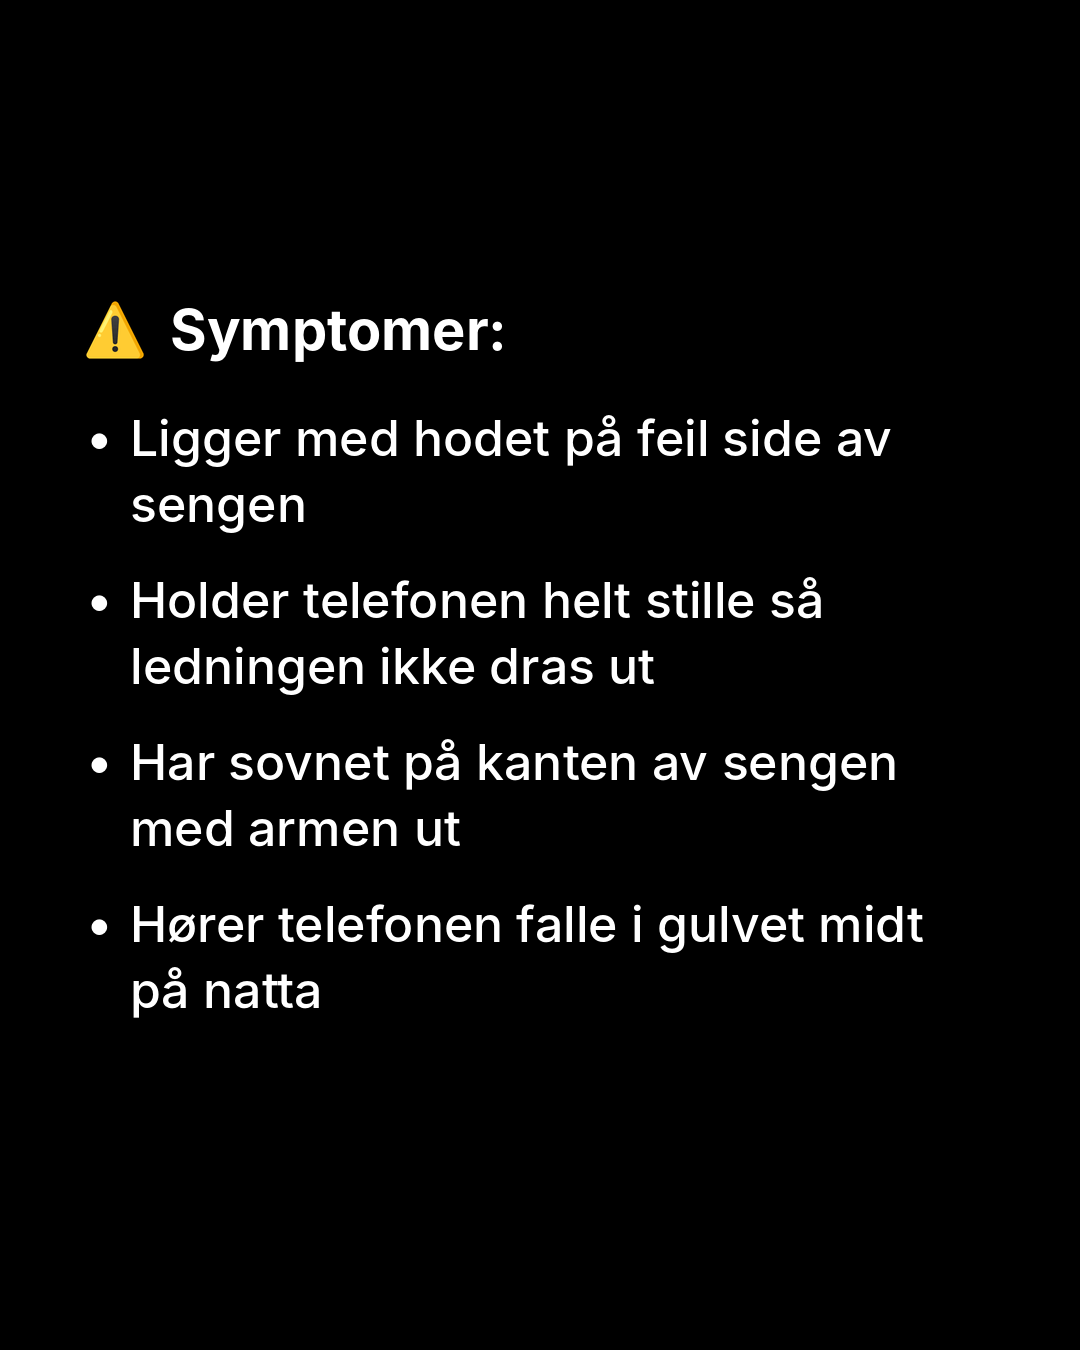 ⚠️ Symptomer:
• Ligger med hodet på feil side av
sengen
• Holder telefonen helt stille så
ledningen ikke dras ut
• Har sovnet på kanten av sengen
med armen ut
• Hører telefonen falle i gulvet midt
på natta